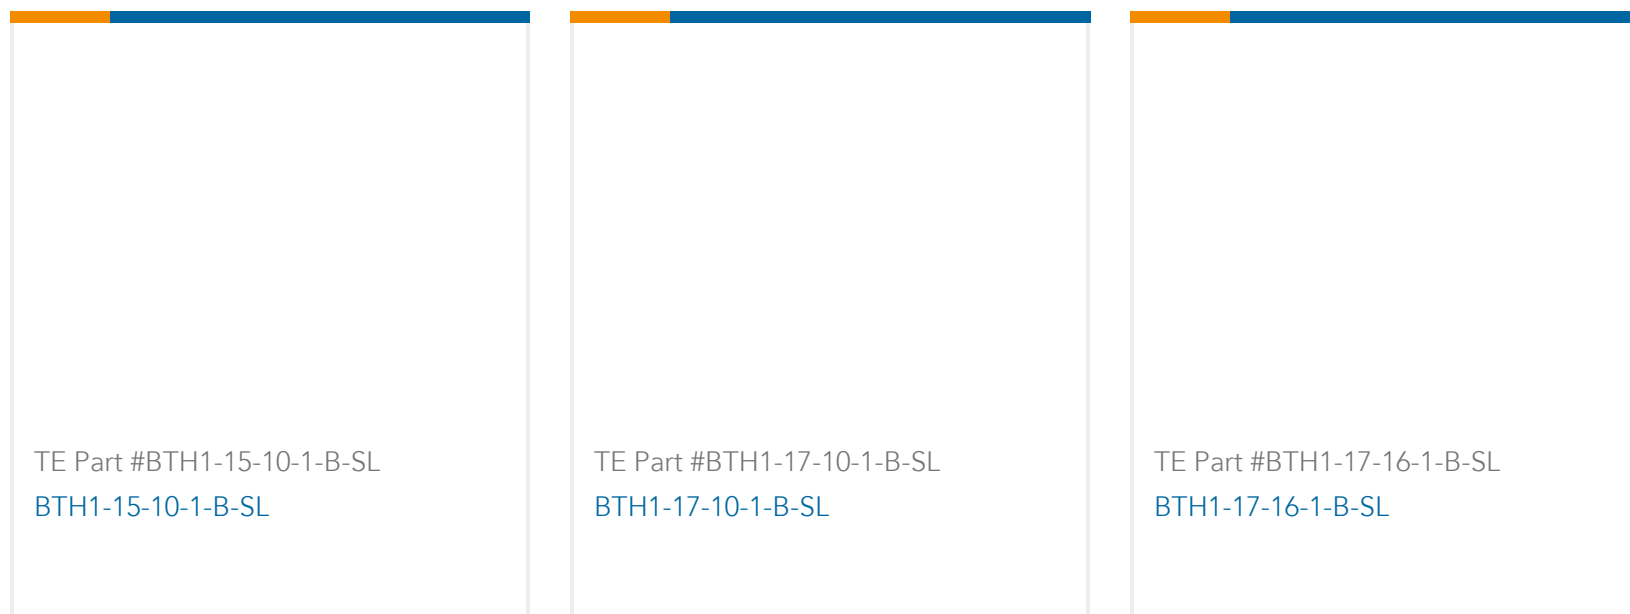 TE Part #BTH1-15-10-1-B-SL
BTH1-15-10-1-B-SL
TE Part #BTH1-17-10-1-B-SL
BTH1-17-10-1-B-SL
TE Part #BTH1-17-16-1-B-SL
BTH1-17-16-1-B-SL